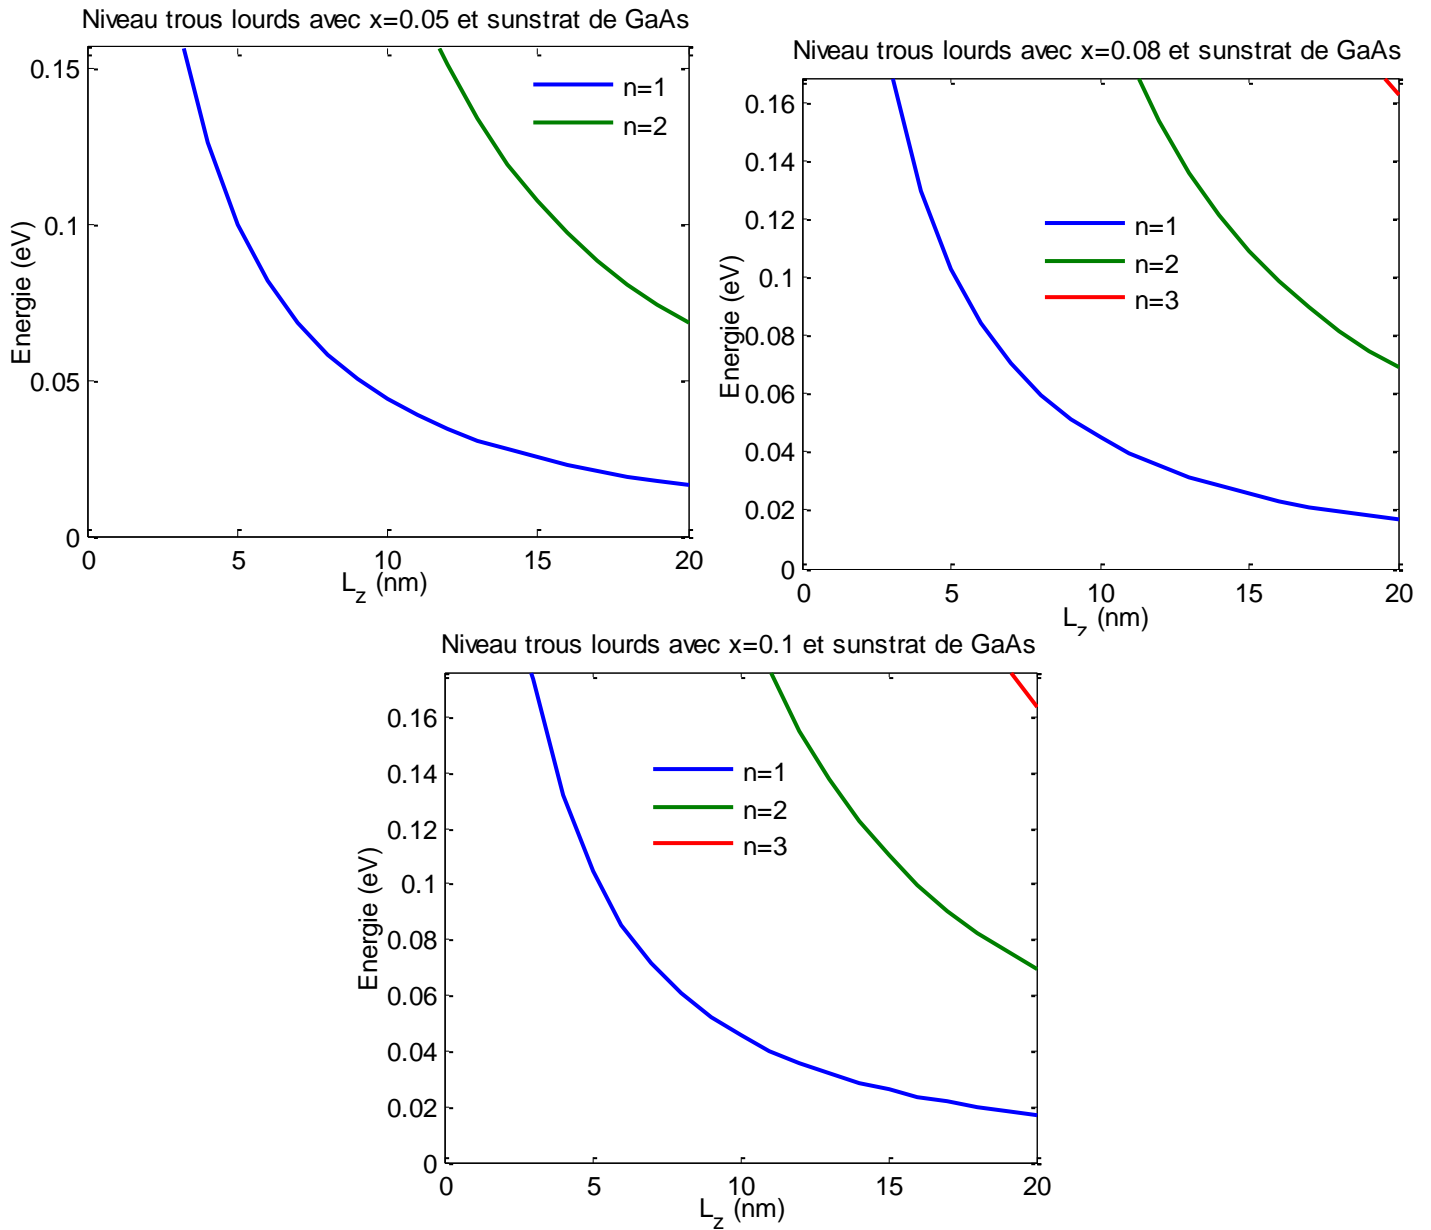 Niveau trous lourds avec x=0.05 et sunstrat de GaAs
0.15
0.1
0.05
0
Energie (eV)
n=1
n=2
0 5 10 15 20
Lz (nm)
Niveau trous lourds avec x=0.08 et sunstrat de GaAs
0.16
0.14
0.12
0.1
0.08
0.06
0.04
0.02
0
Energie (eV)
n=1
n=2
n=3
0 5 10 15 20
Lz (nm)
Niveau trous lourds avec x=0.1 et sunstrat de GaAs
0.16
0.14
0.12
0.1
0.08
0.06
0.04
0.02
0
Energie (eV)
n=1
n=2
n=3
0 5 10 15 20
Lz (nm)